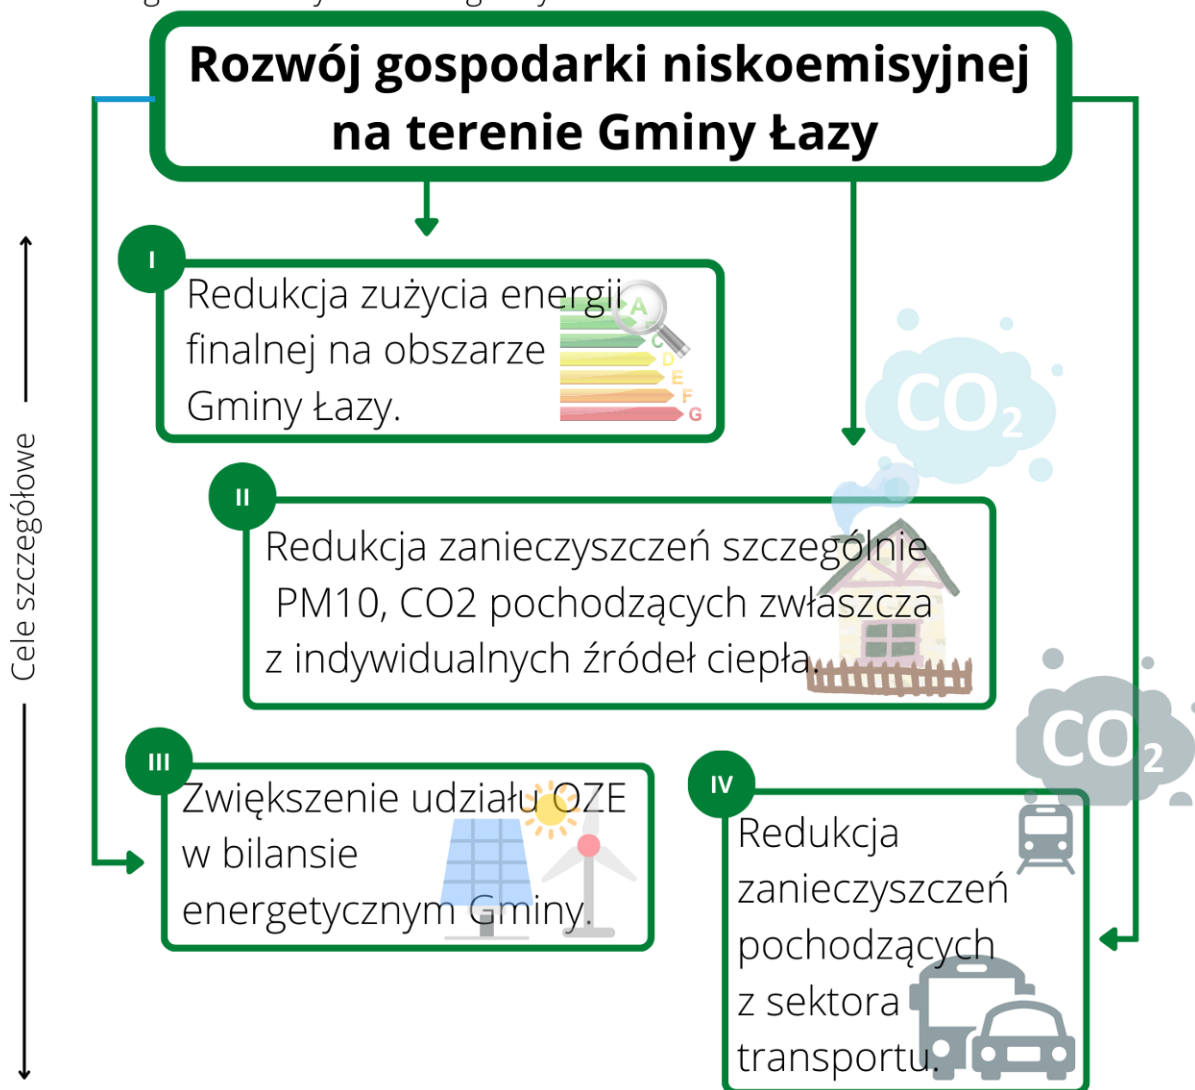 Rozwój gospodarki niskoemisyjnej
na terenie Gminy Łazy
Cele szczegółowe
I
Redukcja zużycia energii
finalnej na obszarze
Gminy Łazy.
A
C
D
E
F
G
CO₂
II
Redukcja zanieczyszczeń szczególnie
PM10, CO2 pochodzących zwłaszcza
z indywidualnych źródeł ciepła.
CO₂
III
Zwiększenie udziału OZE
w bilansie
energetycznym Gminy.
IV
Redukcja
zanieczyszczeń
pochodzących
z sektora
transportu.